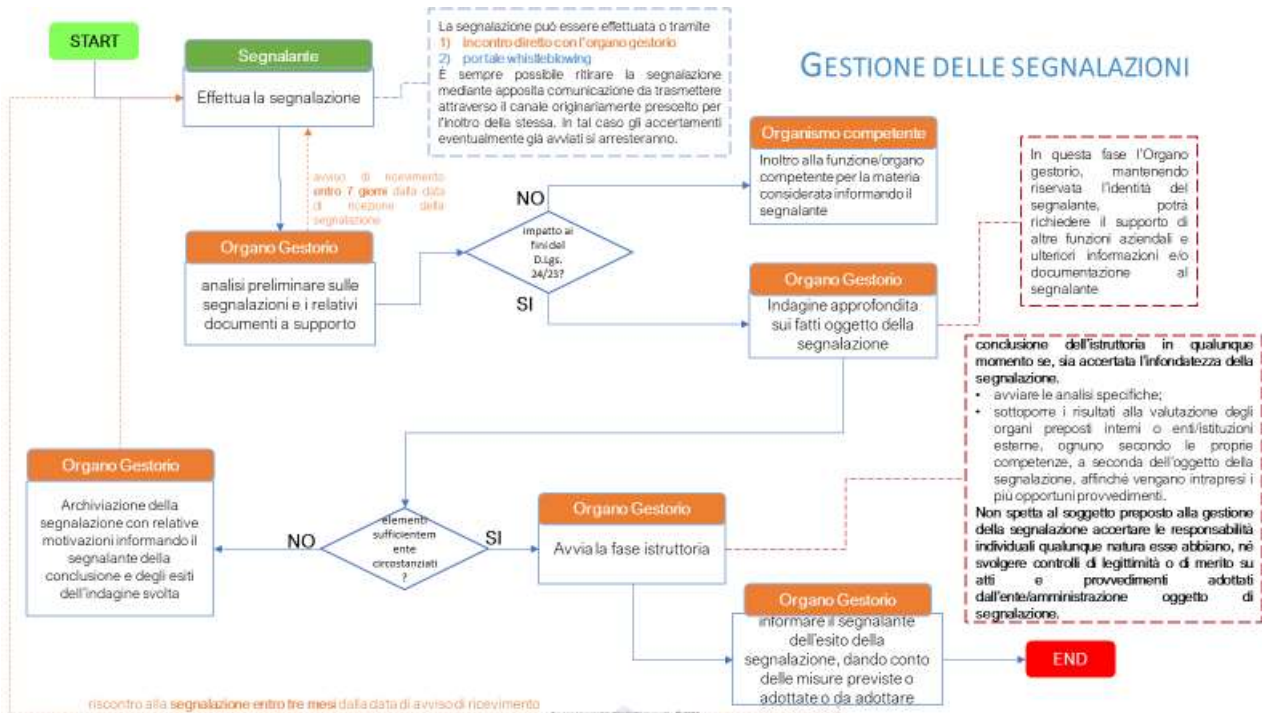 START
Segnalante
Effettua la segnalazione
La segnalazione può essere effettuata o tramite
1) Incontro diretto con l'organo gestorio
2) portale whistleblowing
È sempre possibile ritirare la segnalazione
mediante apposita comunicazione da trasmettere
attraverso il canale originariamente prescelto per
l'inoltro della stessa. In tal caso gli accertamenti
eventualmente già avviati si arresteranno.
GESTIONE DELLE SEGNALAZIONI
avviso di ricevimento
entro 7 giorni dalla data
di ricezione della
segnalazione
Organo Gestorio
analisi preliminare sulle
segnalazioni e i relativi
documenti a supporto
impatto ai
fini del
D.Lgs.
24/23?
NO
SI
Organismo competente
Inoltro alla funzione/organo
competente per la materia
considerata informando il
segnalante
Organo Gestorio
Indagine approfondita
sui fatti oggetto della
segnalazione
In questa fase l'Organo
gestorio, mantenendo
riservata l'identità del
segnalante, potrà
richiedere il supporto di
altre funzioni aziendali e
ulteriori informazioni e/o
documentazione al
segnalante
conclusione dell'istruttoria in qualunque
momento se, sia accertata l'infondatezza della
segnalazione.
• avviare le analisi specifiche;
• sottoporre i risultati alla valutazione degli
organi preposti interni o enti/istituzioni
esterne, ognuno secondo le proprie
competenze, a seconda dell'oggetto della
segnalazione, affinché vengano intrapresi i
più opportuni provvedimenti.
Non spetta al soggetto preposto alla gestione
della segnalazione accertare le responsabilità
individuali qualunque natura esse abbiano, né
svolgere controlli di legittimità o di merito su
atti e provvedimenti adottati
dall'ente/amministrazione oggetto di
segnalazione.
Organo Gestorio
Archiviazione della
segnalazione con relative
motivazioni informando il
segnalante della
conclusione e degli esiti
dell'indagine svolta
NO
elementi
sufficientem
ente
circostanziati
?
SI
Organo Gestorio
Avvia la fase istruttoria
Organo Gestorio
informare il segnalante
dell'esito della
segnalazione, dando conto
delle misure previste o
adottate o da adottare
END
riscontro alla segnalazione entro tre mesi dalla data di avviso di ricevimento